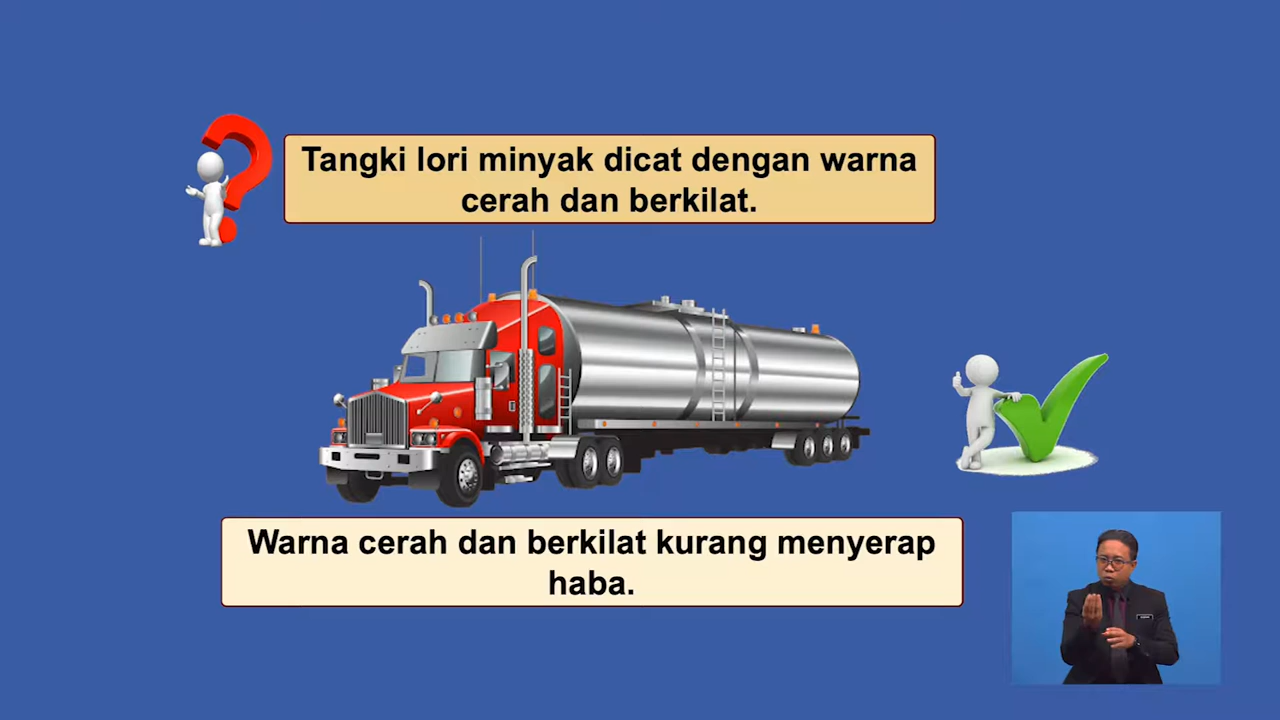 Tangki lori minyak dicat dengan warna
cerah dan berkilat.
Warna cerah dan berkilat kurang menyerap
haba.